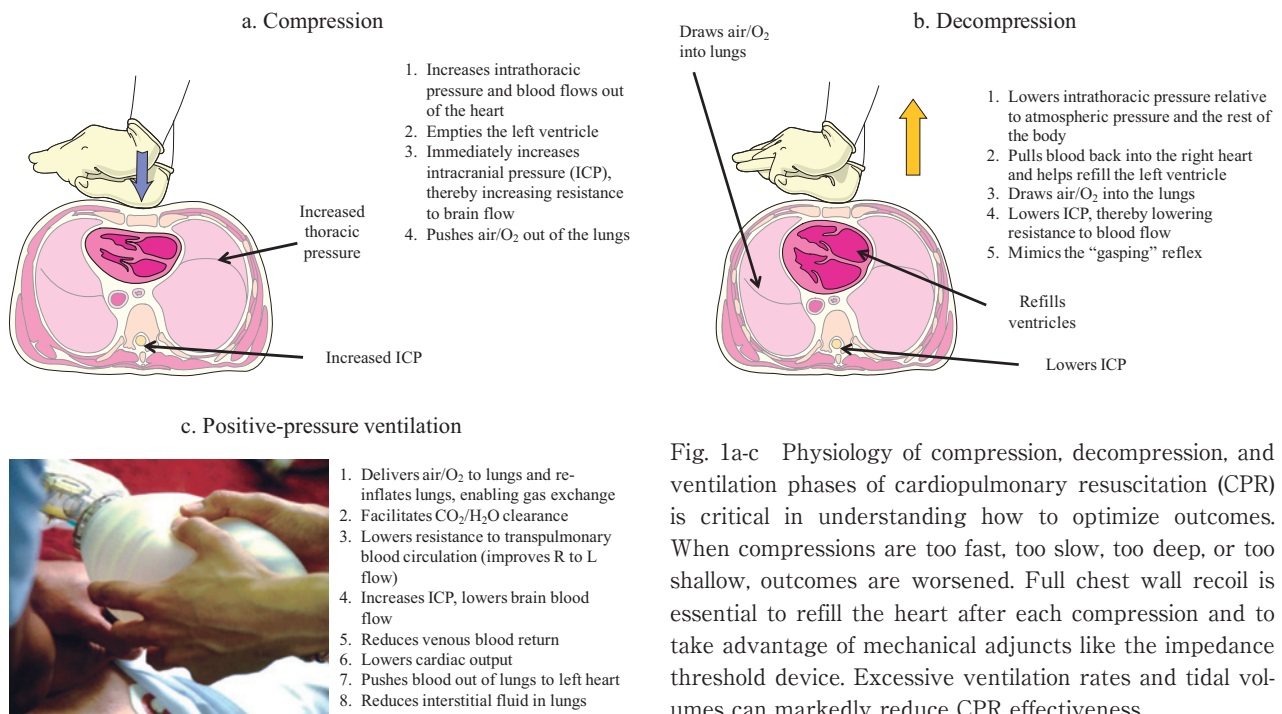 a. Compression
1. Increases intrathoracic
pressure and blood flows out
of the heart
2. Empties the left ventricle
3. Immediately increases
intracranial pressure (ICP),
thereby increasing resistance
to brain flow
4. Pushes air/O₂ out of the lungs
Increased
thoracic
pressure
Increased ICP
b. Decompression
Draws air/O₂
into lungs
1. Lowers intrathoracic pressure relative
to atmospheric pressure and the rest of
the body
2. Pulls blood back into the right heart
and helps refill the left ventricle
3. Draws air/O₂ into the lungs
4. Lowers ICP, thereby lowering
resistance to blood flow
5. Mimics the “gasping” reflex
Refills
ventricles
Lowers ICP
c. Positive-pressure ventilation
1. Delivers air/O₂ to lungs and re-
inflates lungs, enabling gas exchange
2. Facilitates CO₂/H₂O clearance
3. Lowers resistance to transpulmonary
blood circulation (improves R to L
flow)
4. Increases ICP, lowers brain blood
flow
5. Reduces venous blood return
6. Lowers cardiac output
7. Pushes blood out of lungs to left heart
8. Reduces interstitial fluid in lungs
Fig. 1a-c Physiology of compression, decompression, and
ventilation phases of cardiopulmonary resuscitation (CPR)
is critical in understanding how to optimize outcomes.
When compressions are too fast, too slow, too deep, or too
shallow, outcomes are worsened. Full chest wall recoil is
essential to refill the heart after each compression and to
take advantage of mechanical adjuncts like the impedance
threshold device. Excessive ventilation rates and tidal vol-
umes can markedly reduce CPR effectiveness.